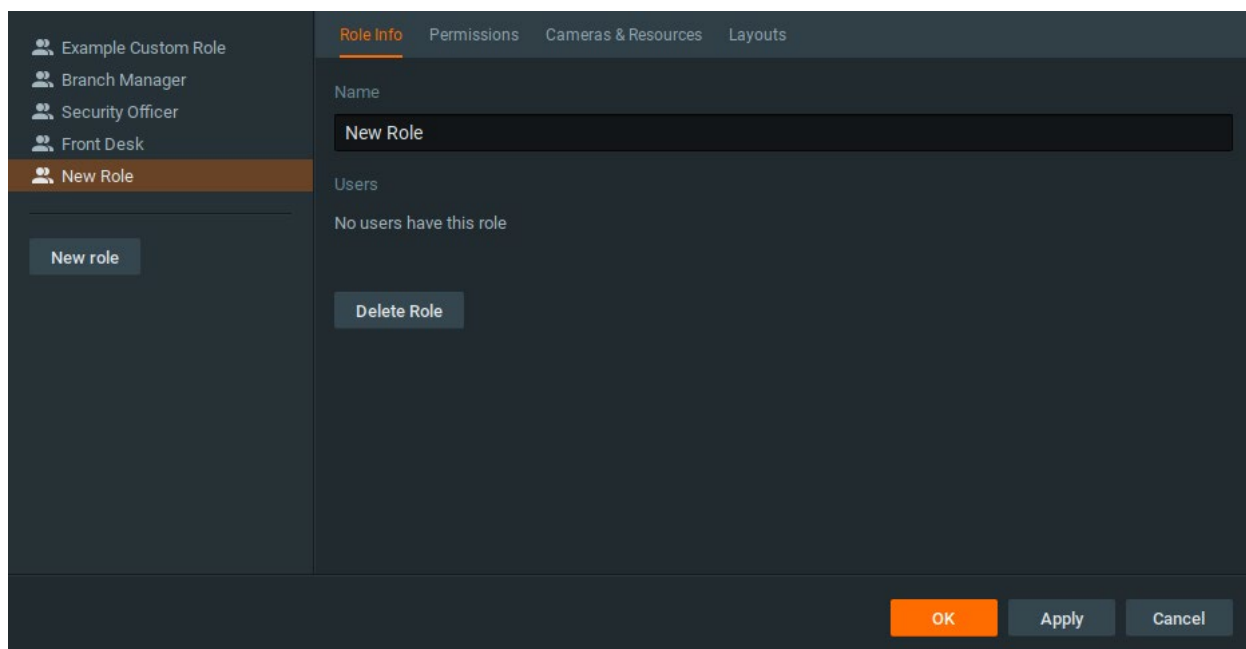 Example Custom Role
Branch Manager
Security Officer
Front Desk
New Role
New role
Role Info Permissions Cameras & Resources Layouts
Name
New Role
Users
No users have this role
Delete Role
OK Apply Cancel